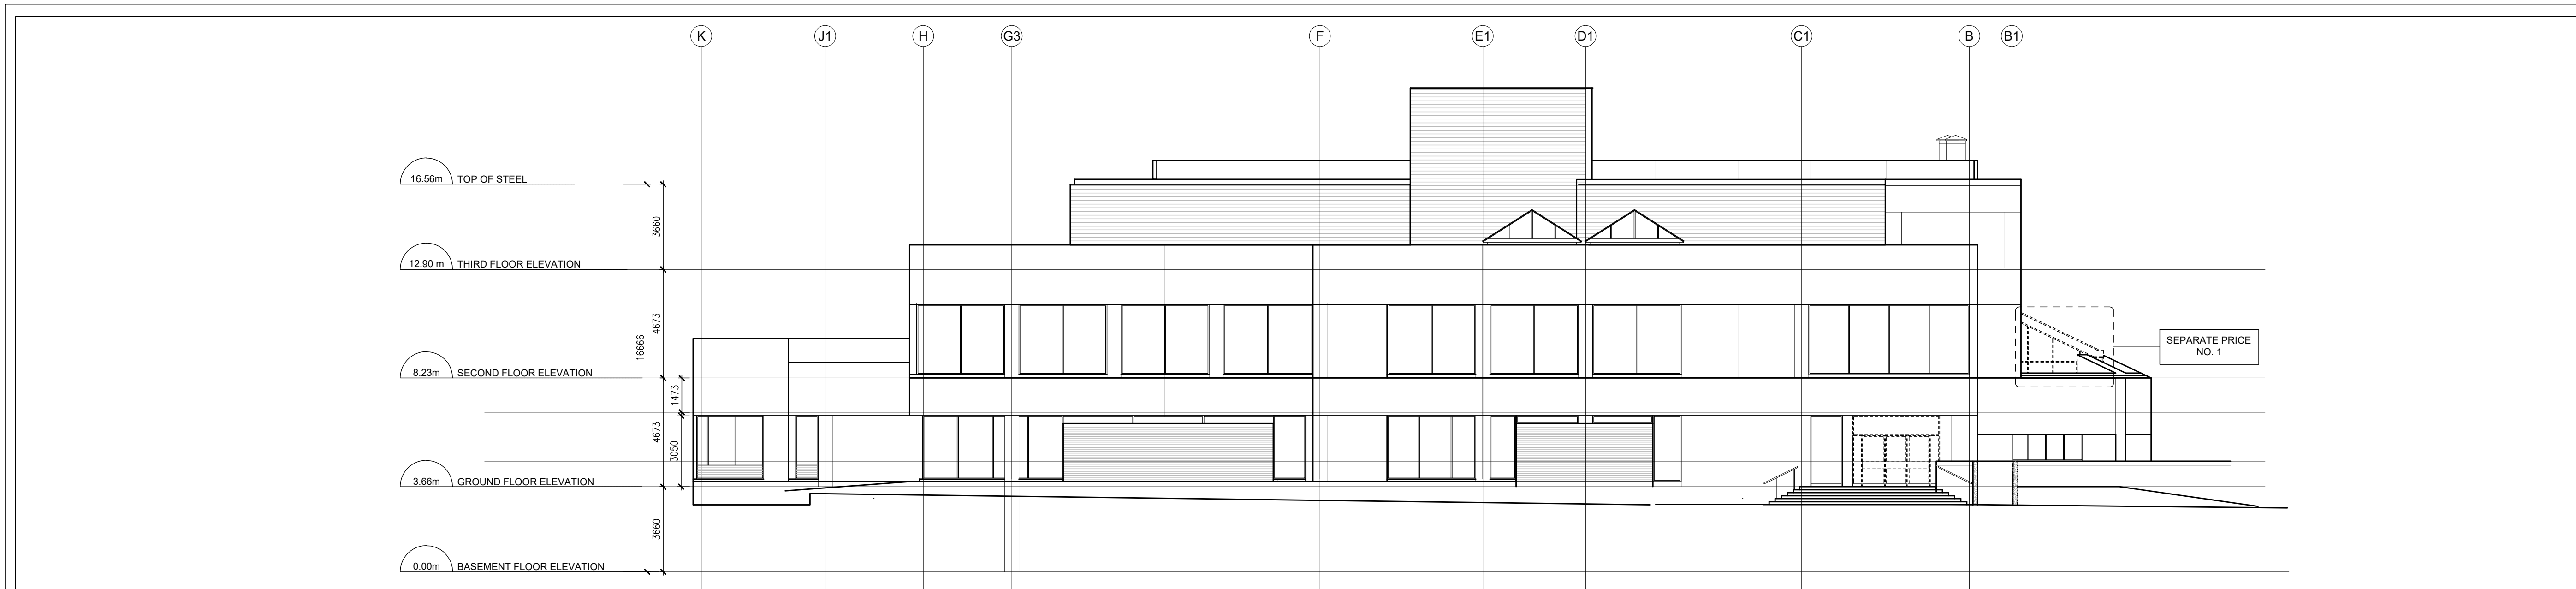 K J1 H G3 F E1 D1 C1 B B1
16.56m TOP OF STEEL
3660
12.90 m THIRD FLOOR ELEVATION
4673
16666
SEPARATE PRICE
NO. 1
8.23m SECOND FLOOR ELEVATION
1473
4673
3050
3.66m GROUND FLOOR ELEVATION
3660
0.00m BASEMENT FLOOR ELEVATION